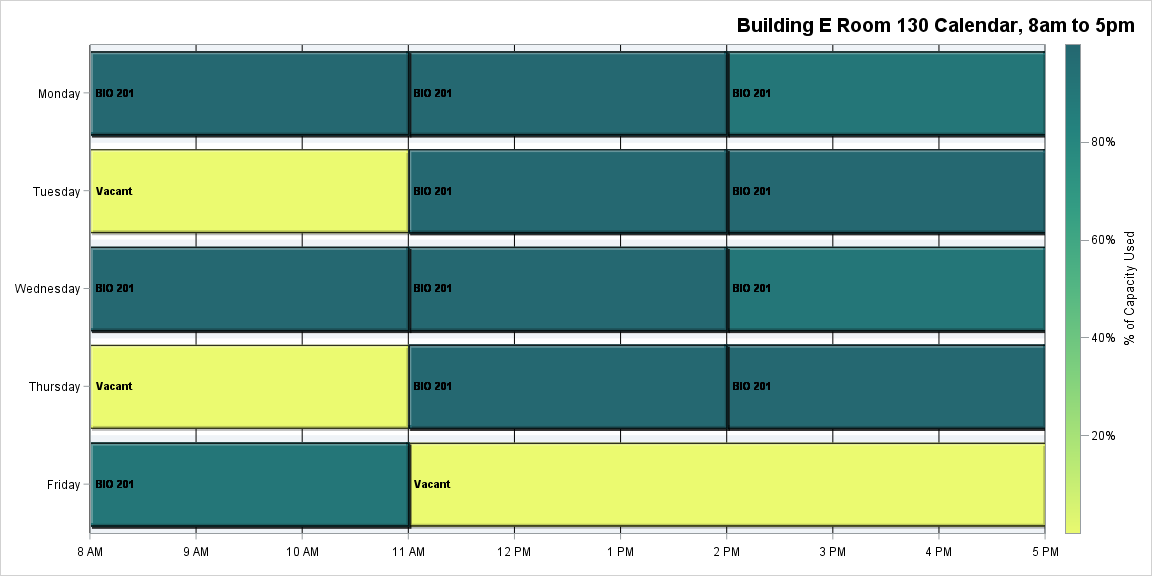 Building E Room 130 Calendar, 8am to 5pm
Monday
BIO 201
BIO 201
BIO 201
Tuesday
Vacant
BIO 201
BIO 201
Wednesday
BIO 201
BIO 201
BIO 201
Thursday
Vacant
BIO 201
BIO 201
Friday
BIO 201
Vacant
8 AM
9 AM
10 AM
11 AM
12 PM
1 PM
2 PM
3 PM
4 PM
5 PM
80%
60%
40%
20%
% of Capacity Used